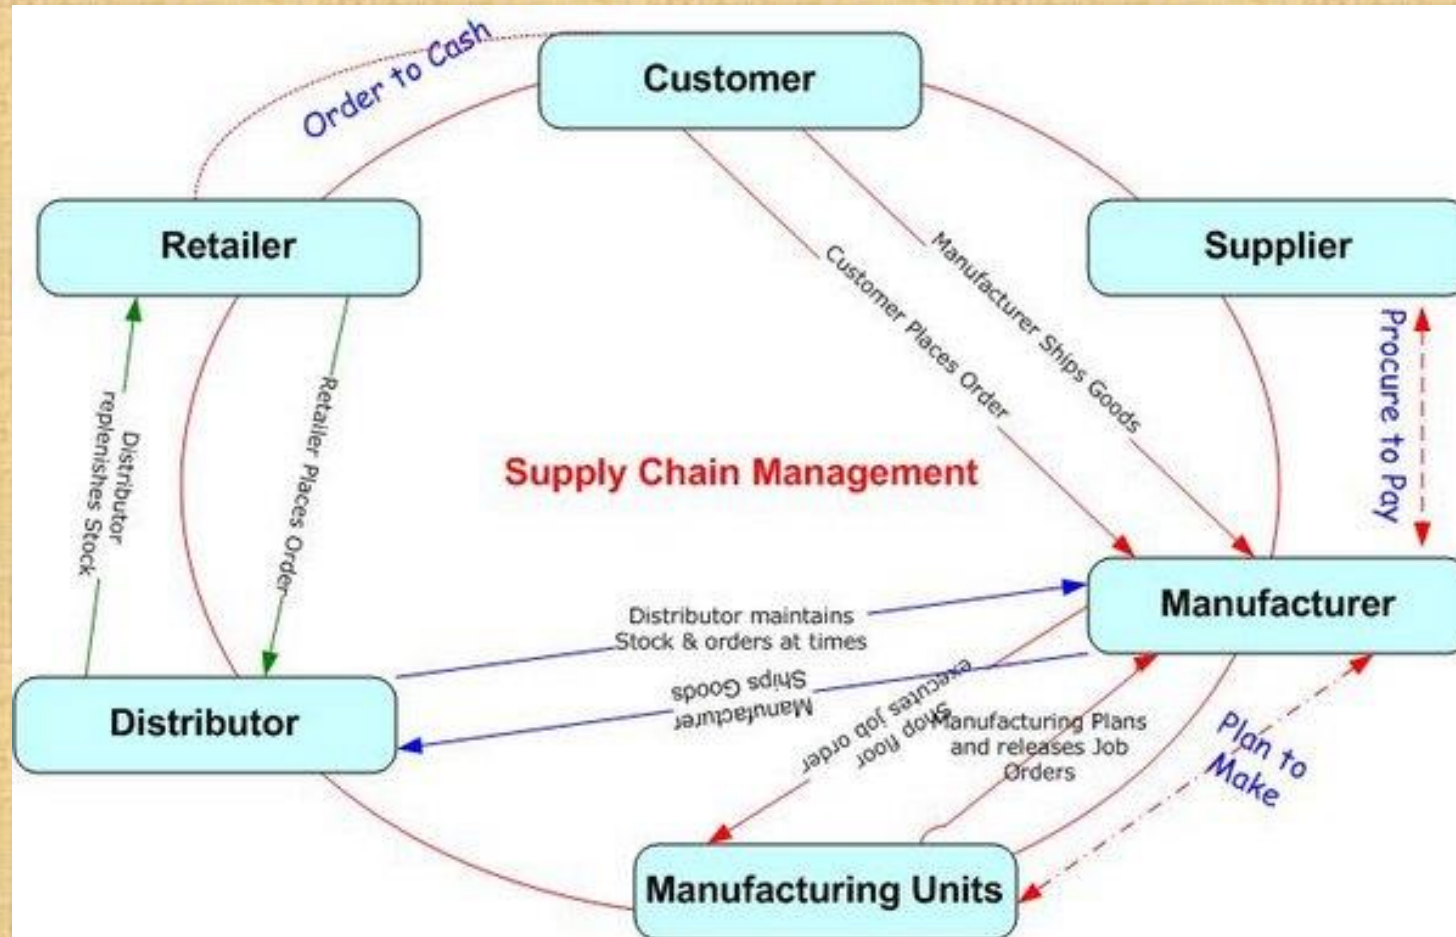 Order to Cash
Customer
Retailer
Supplier
Customer Places Order
Manufacturer Ships Goods
Procure to Pay
Distributor
replenishes Stock
Retailer Places Order
Supply Chain Management
Manufacturer
Distributor maintains
Stock & orders at times
Manufacturer
Ships Goods
Distributor
Shop floor
executes job order
Manufacturing Plans
and releases Job
Orders
Plan to
Make
Manufacturing Units